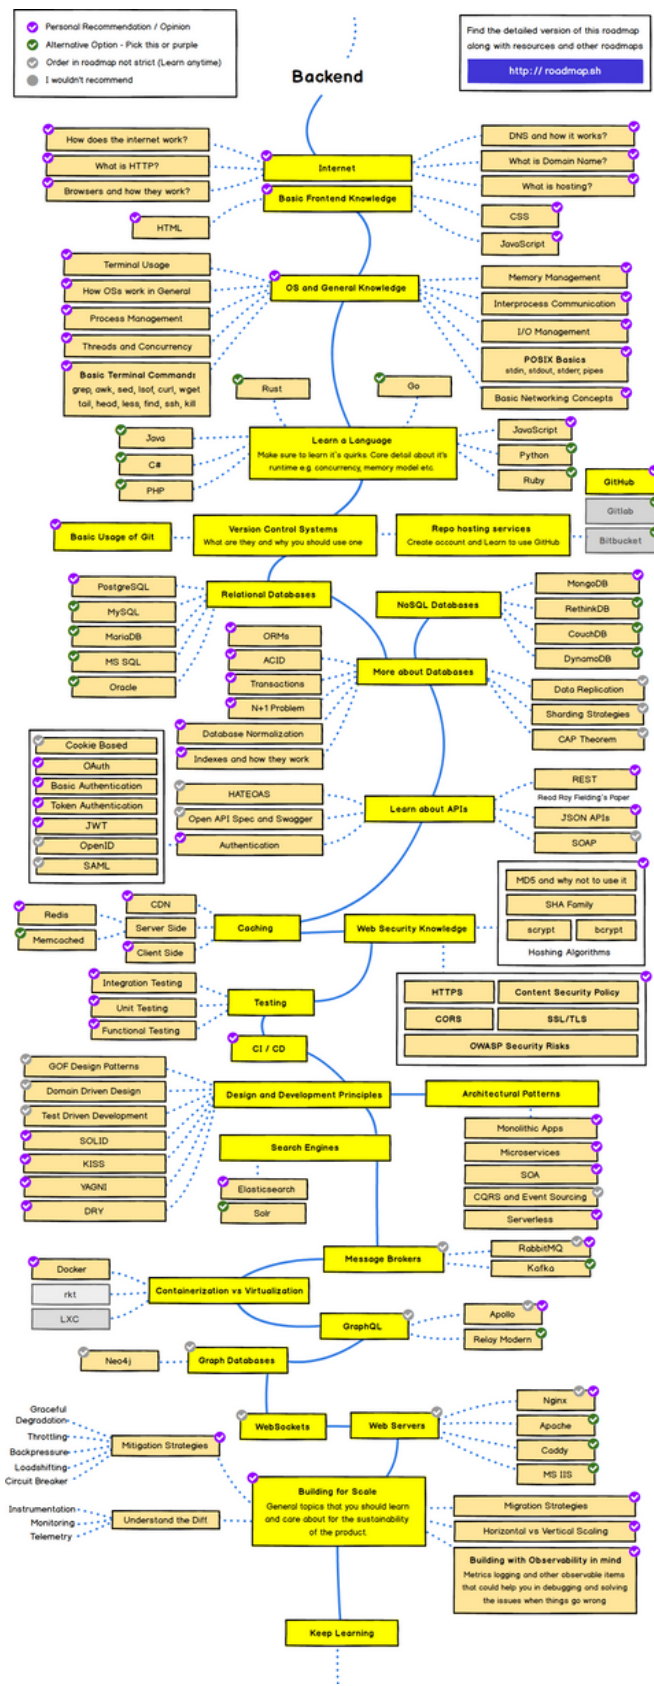 Personal Recommendation / Opinion
Alternative Option - Pick this or purple
Order in roadmap not strict (Learn anytime)
I wouldn't recommend
Find the detailed version of this roadmap
along with resources and other roadmaps
http:// roadmap.sh
Backend
How does the internet work?
What is HTTP?
Browsers and how they work?
Internet
DNS and how it works?
What is Domain Name?
What is hosting?
Basic Frontend Knowledge
HTML
CSS
JavaScript
Terminal Usage
How OSs work in General
Process Management
Threads and Concurrency
Basic Terminal Commands
grep, awk, sed, lsof, curl, wget
tail, head, less, find, ssh, kill
OS and General Knowledge
Memory Management
Interprocess Communication
I/O Management
POSIX Basics
stdin, stdout, stderr, pipes
Basic Networking Concepts
Rust
Go
Java
C#
PHP
Learn a Language
Make sure to learn it's quirks. Core detail about it's
runtime e.g. concurrency, memory model etc.
JavaScript
Python
Ruby
GitHub
Gitlab
Bitbucket
Basic Usage of Git
Version Control Systems
What are they and why you should use one
Repo hosting services
Create account and Learn to use GitHub
PostgreSQL
MySQL
MariaDB
MS SQL
Oracle
Relational Databases
NoSQL Databases
MongoDB
RethinkDB
CouchDB
DynamoDB
ORMs
ACID
Transactions
N+1 Problem
Database Normalization
Indexes and how they work
More about Databases
Data Replication
Sharding Strategies
CAP Theorem
Cookie Based
OAuth
Basic Authentication
Token Authentication
JWT
OpenID
SAML
HATEOAS
Open API Spec and Swagger
Authentication
Learn about APIs
REST
Read Roy Fielding's Paper
JSON APIs
SOAP
Redis
Memcached
CDN
Server Side
Client Side
Caching
Web Security Knowledge
MD5 and why not to use it
SHA Family
scrypt
bcrypt
Hashing Algorithms
HTTPS
Content Security Policy
CORS
SSL/TLS
OWASP Security Risks
Integration Testing
Unit Testing
Functional Testing
Testing
CI / CD
GOF Design Patterns
Domain Driven Design
Test Driven Development
SOLID
KISS
YAGNI
DRY
Design and Development Principles
Architectural Patterns
Monolithic Apps
Microservices
SOA
CQRS and Event Sourcing
Serverless
Search Engines
Elasticsearch
Solr
Message Brokers
RabbitMQ
Kafka
Docker
rkt
LXC
Containerization vs Virtualization
GraphQL
Apollo
Relay Modern
Neo4j
Graph Databases
WebSockets
Web Servers
Nginx
Apache
Caddy
MS IIS
Graceful
Degradation
Throttling
Backpressure
Loadshifting
Circuit Breaker
Mitigation Strategies
Instrumentation
Monitoring
Telemetry
Understand the Diff
Building for Scale
General topics that you should learn
and care about for the sustainability
of the product.
Migration Strategies
Horizontal vs Vertical Scaling
Building with Observability in mind
Metrics logging and other observable items
that could help you in debugging and solving
the issues when things go wrong
Keep Learning